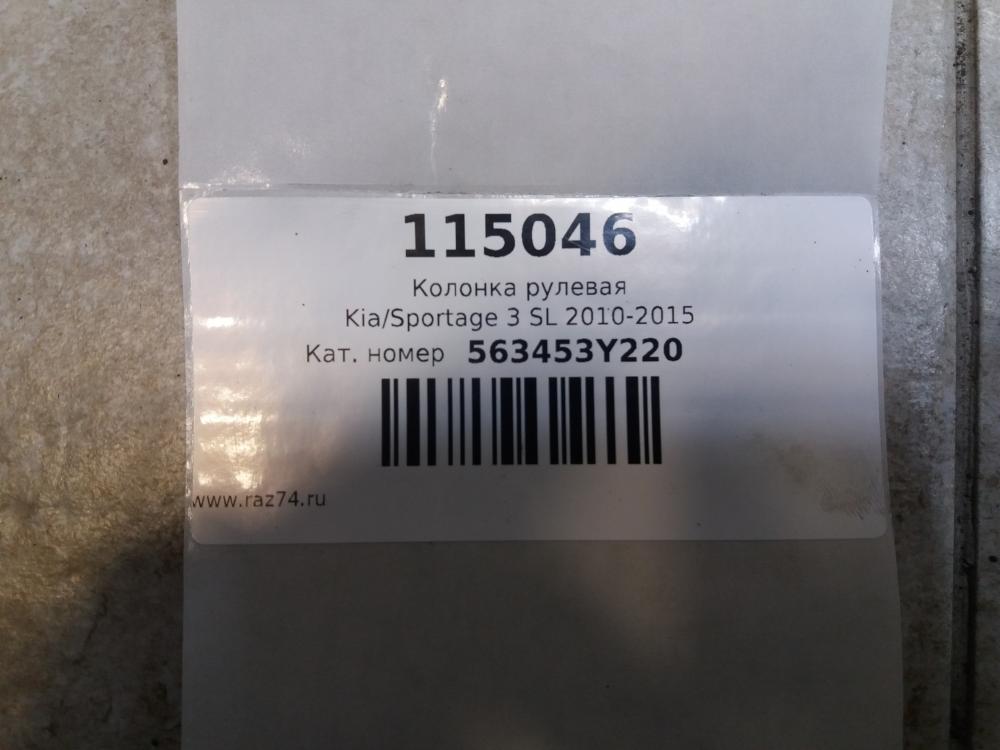 115046
Колонка рулевая
Kia/Sportage 3 SL 2010-2015
Кат. номер 563453Y220
www.raz74.ru